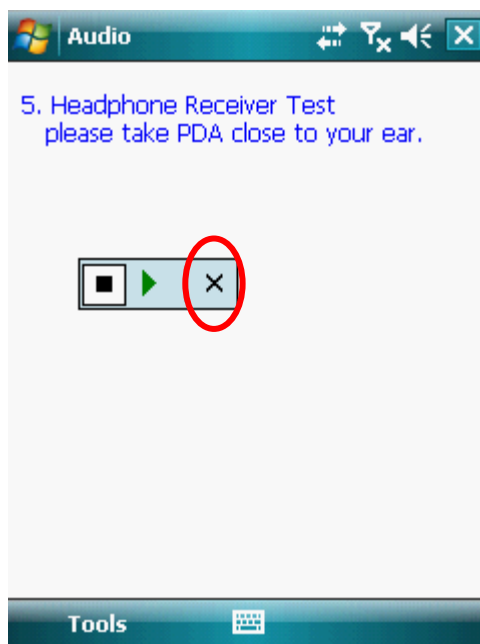 Audio
5. Headphone Receiver Test
please take PDA close to your ear.
Tools